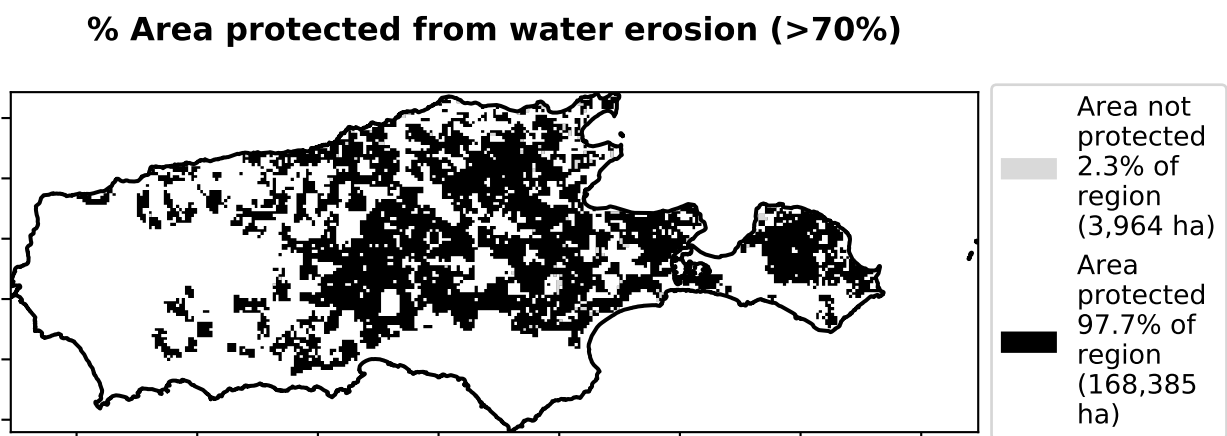 % Area protected from water erosion (>70%)
Area not
protected
2.3% of
region
(3,964 ha)
Area
protected
97.7% of
region
(168,385
ha)